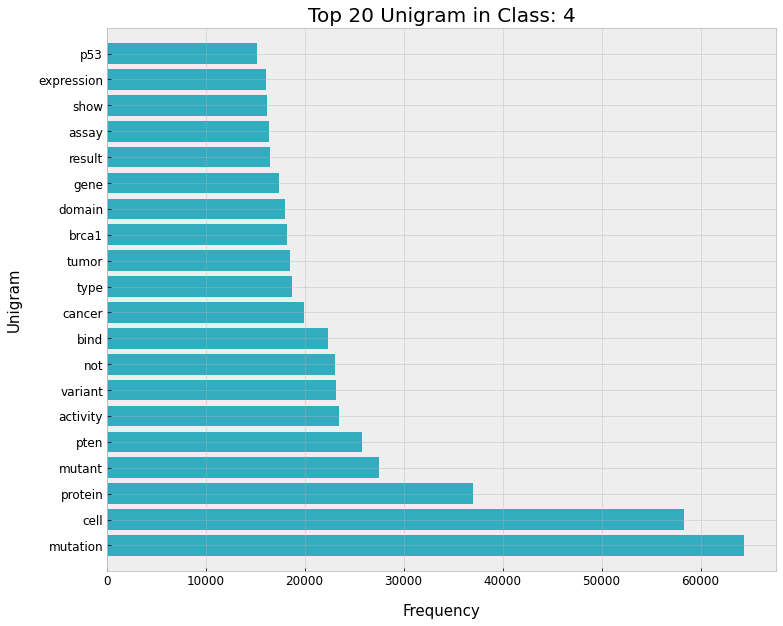 Top 20 Unigram in Class: 4
p53
expression
show
assay
result
gene
domain
brca1
tumor
type
cancer
bind
not
variant
activity
pten
mutant
protein
cell
mutation
Unigram
0 10000 20000 30000 40000 50000 60000
Frequency